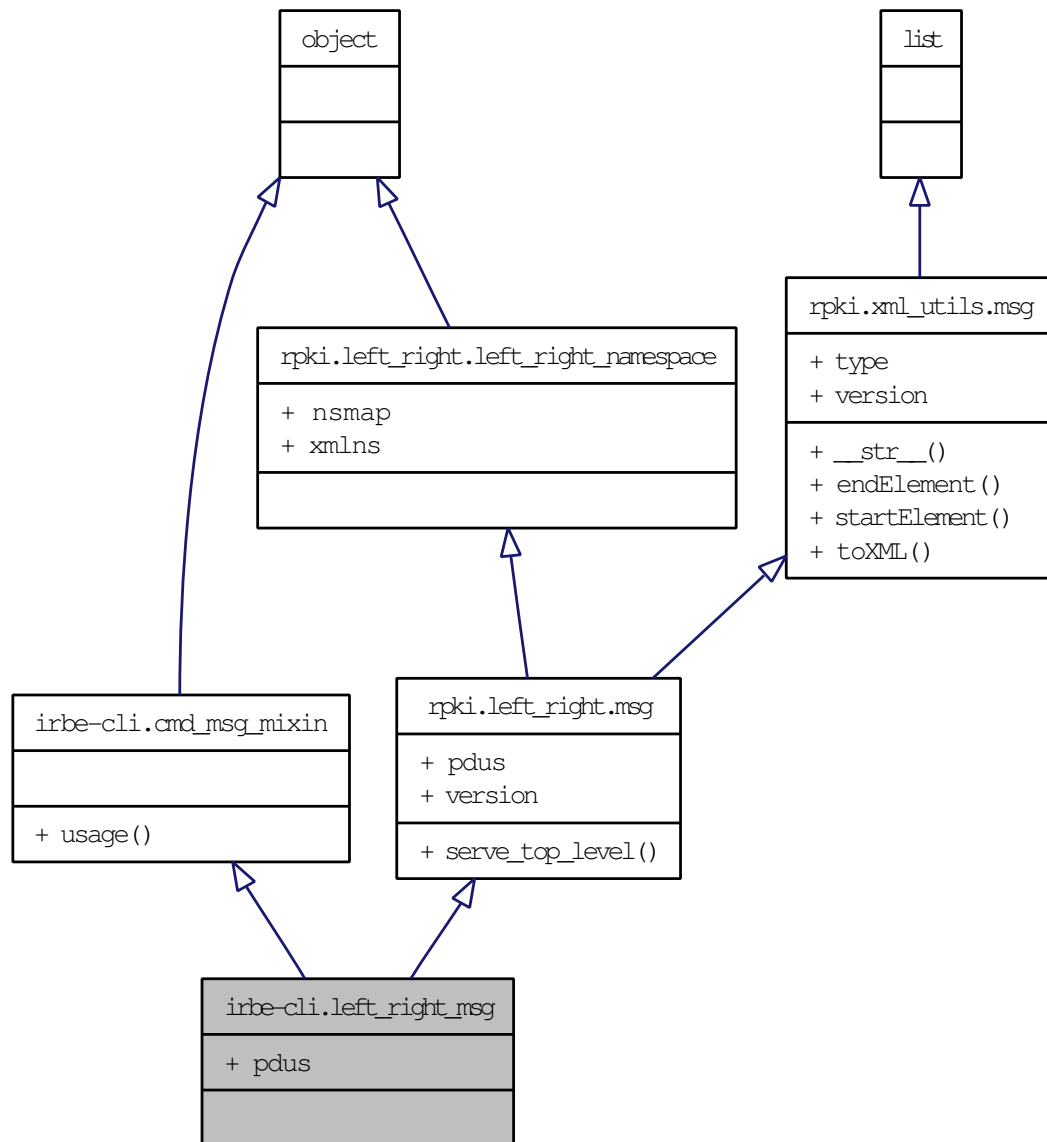 object
list
rpki.xml_utils.msg
+ type
+ version
+ __str__()
+ endElement()
+ startElement()
+ toXML()
rpki.left_right.left_right_namespace
+ nsmap
+ xmlns
irbe-cli.cmd_msg_mixin
+ usage()
rpki.left_right.msg
+ pdus
+ version
+ serve_top_level()
irbe-cli.left_right_msg
+ pdus